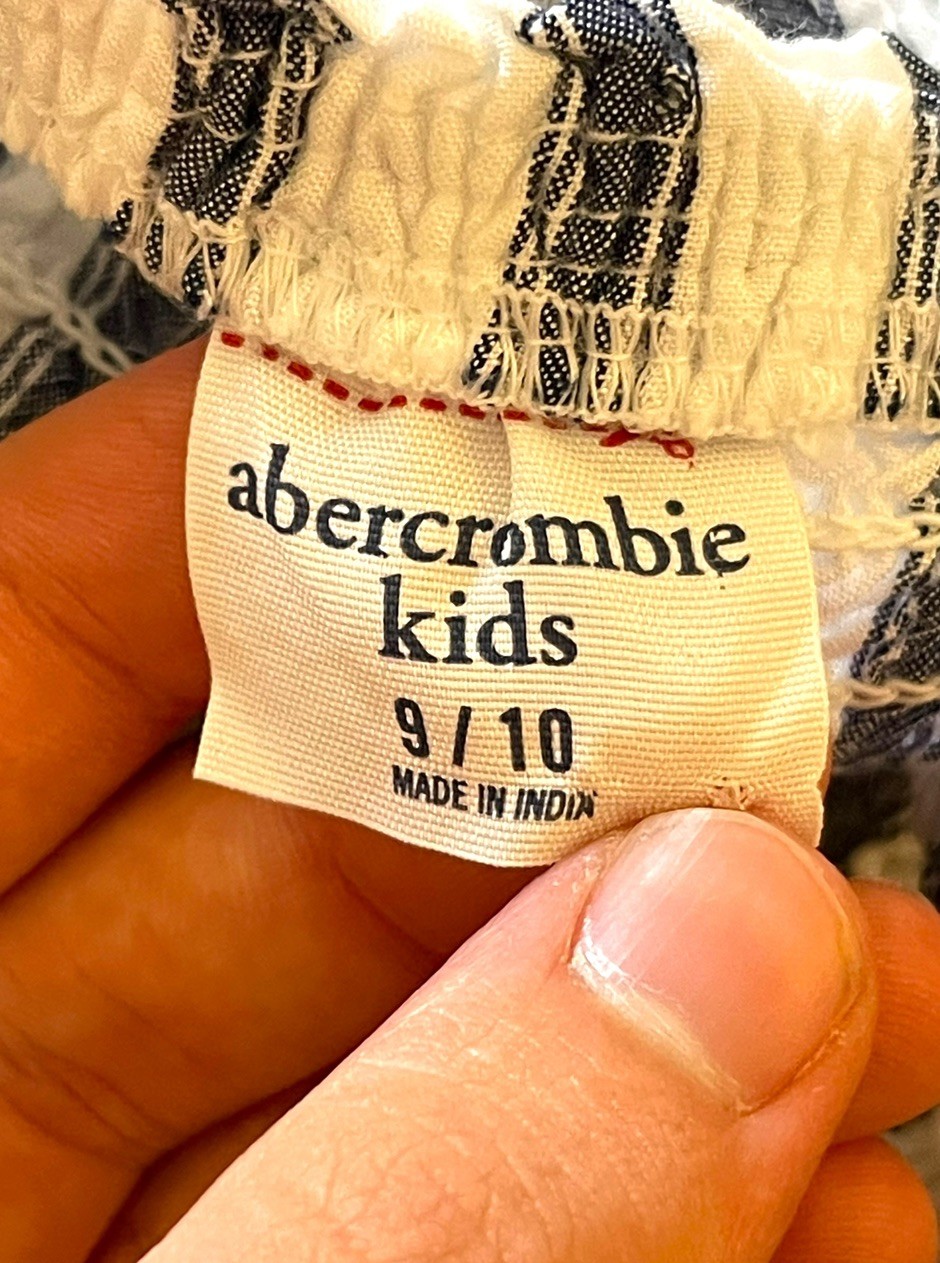 abercrombie
kids
9 / 10
MADE IN INDIA